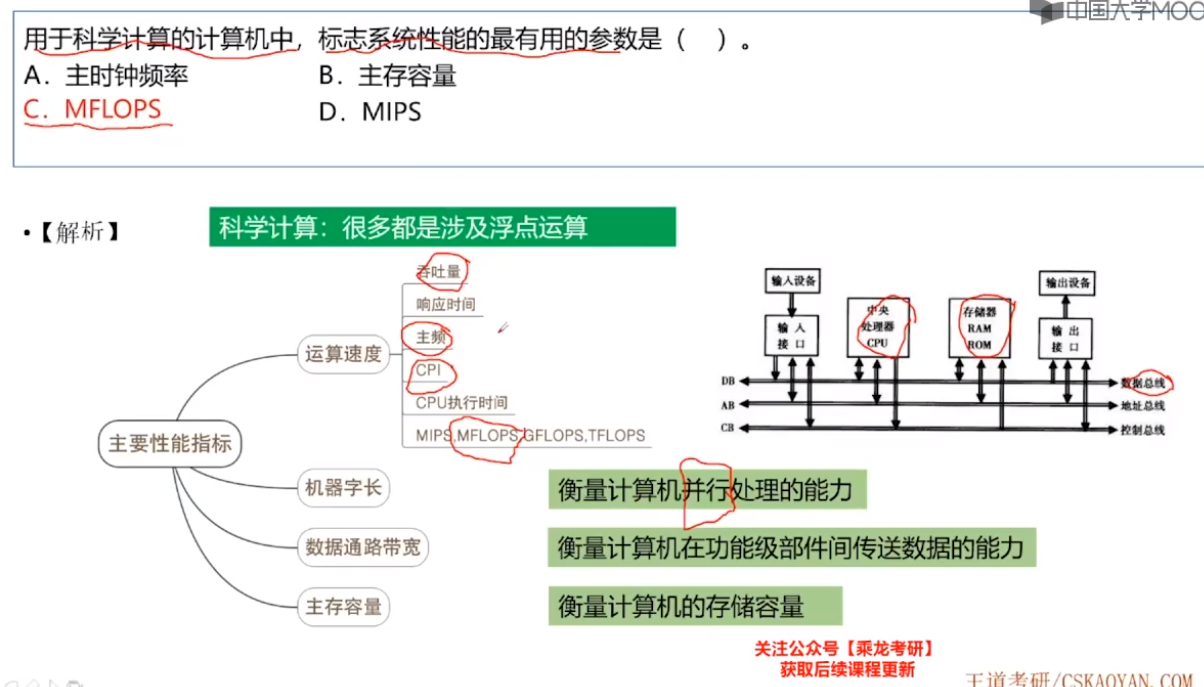 中国大学MOO
用于科学计算的计算机中，标志系统性能的最有用的参数是（ ）。
A．主时钟频率 B．主存容量
C．MFLOPS D．MIPS
•【解析】
科学计算：很多都是涉及浮点运算
吞吐量
响应时间
主频
CPI
CPU执行时间
MIPS,MFLOPS,GFLOPS,TFLOPS
运算速度
主要性能指标
机器字长
数据通路带宽
主存容量
输入设备
输出设备
输 入
接 口
中央
处理器
CPU
存储器
RAM
ROM
输 出
接 口
DB
数据总线
AB
地址总线
CB
控制总线
衡量计算机并行处理的能力
衡量计算机在功能级部件间传送数据的能力
衡量计算机的存储容量
关注公众号【乘龙考研】
获取后续课程更新
王道考研/CSKAOYAN.COM